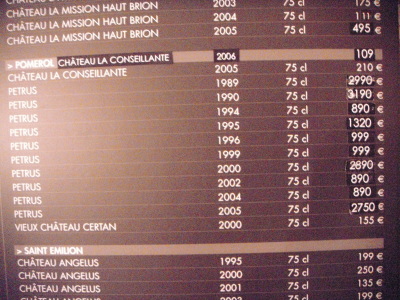 CHÂTEAU LA MISSION HAUT BRION 2003 75 cl 175 €
CHÂTEAU LA MISSION HAUT BRION 2004 75 cl 111 €
CHÂTEAU LA MISSION HAUT BRION 2005 75 cl 495 €
> POMEROL CHÂTEAU LA CONSEILLANTE 2006 109
CHÂTEAU LA CONSEILLANTE 2005 75 cl 210 €
PETRUS 1989 75 cl 2990 €
PETRUS 1990 75 cl 3190 €
PETRUS 1994 75 cl 890 €
PETRUS 1995 75 cl 1320 €
PETRUS 1996 75 cl 999 €
PETRUS 1999 75 cl 999 €
PETRUS 2000 75 cl 2890 €
PETRUS 2002 75 cl 890 €
PETRUS 2004 75 cl 890 €
PETRUS 2005 75 cl 2750 €
VIEUX CHÂTEAU CERTAN 2000 75 cl 155 €
> SAINT EMILION
CHÂTEAU ANGELUS 1995 75 cl 199 €
CHÂTEAU ANGELUS 2000 75 cl 250 €
CHÂTEAU ANGELUS 2001 75 cl 135 €
CHÂTEAU ANGELUS 75 cl 199 €